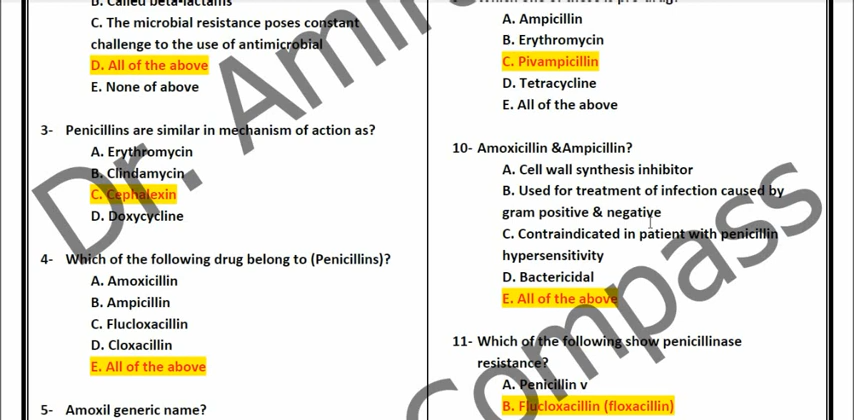 B. Called beta-lactams
C. The microbial resistance poses constant
challenge to the use of antimicrobial
D. All of the above
E. None of above
3- Penicillins are similar in mechanism of action as?
A. Erythromycin
B. Clindamycin
C. Cephalexin
D. Doxycycline
4- Which of the following drug belong to (Penicillins)?
A. Amoxicillin
B. Ampicillin
C. Flucloxacillin
D. Cloxacillin
E. All of the above
5- Amoxil generic name?
A. Ampicillin
B. Erythromycin
C. Pivampicillin
D. Tetracycline
E. All of the above
10- Amoxicillin &Ampicillin?
A. Cell wall synthesis inhibitor
B. Used for treatment of infection caused by
gram positive & negative
C. Contraindicated in patient with penicillin
hypersensitivity
D. Bactericidal
E. All of the above
11- Which of the following show penicillinase
resistance?
A. Penicillin v
B. Flucloxacillin (floxacillin)
Dr. Amir
Compass